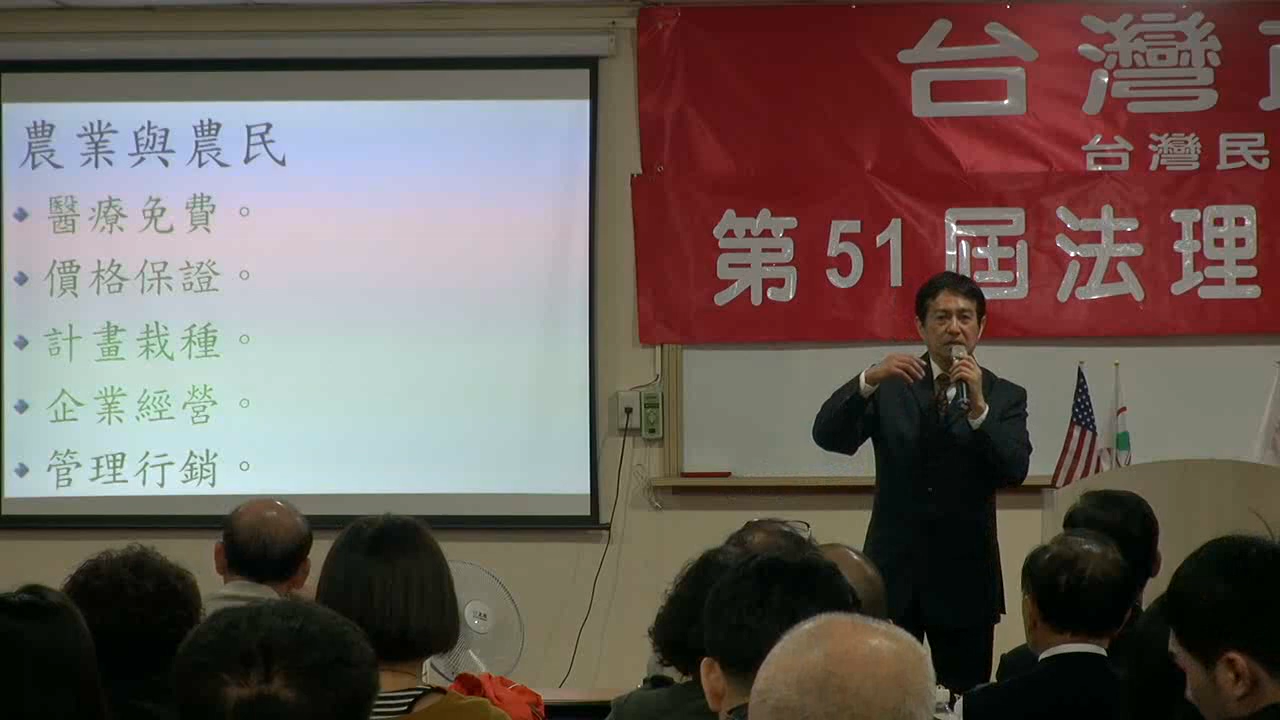 農業與農民
醫療免費。
價格保證。
計畫栽種。
企業經營。
管理行銷。
台灣
台灣民
第51屆法理